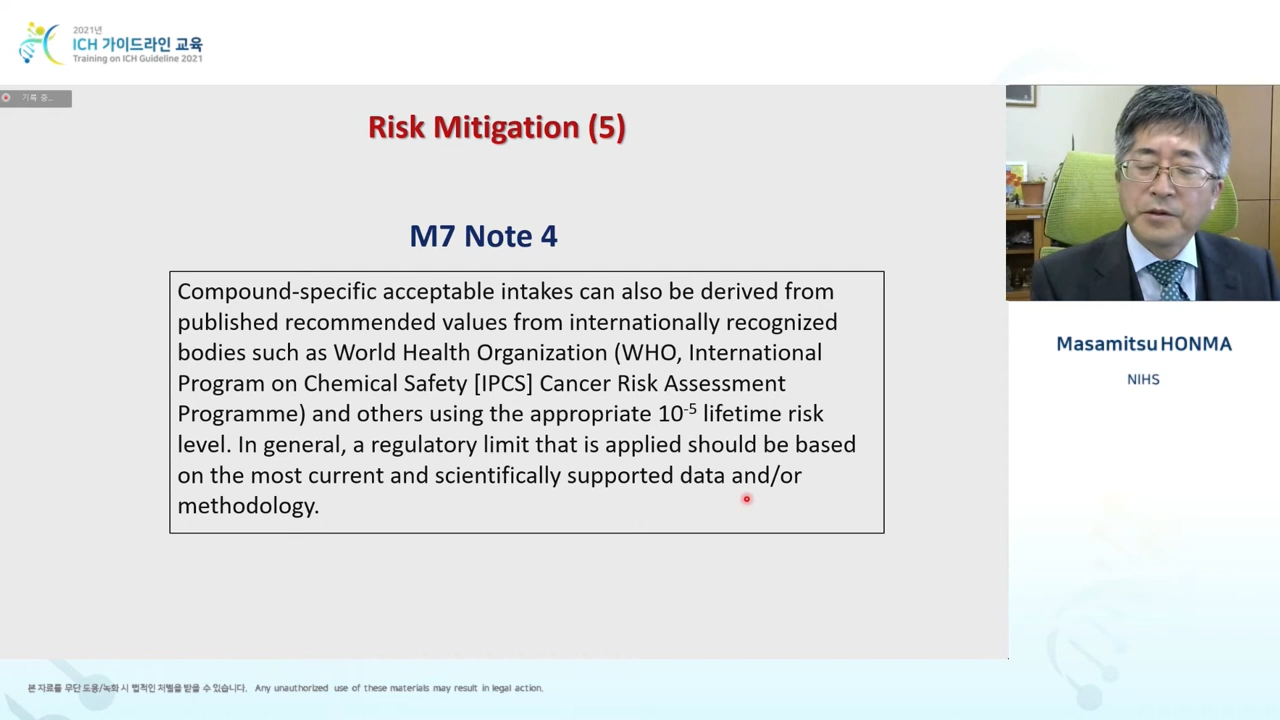 2021년
ICH 가이드라인 교육
Training on ICH Guideline 2021
기록 중...
Risk Mitigation (5)
M7 Note 4
Compound-specific acceptable intakes can also be derived from
published recommended values from internationally recognized
bodies such as World Health Organization (WHO, International
Program on Chemical Safety [IPCS] Cancer Risk Assessment
Programme) and others using the appropriate 10⁻⁵ lifetime risk
level. In general, a regulatory limit that is applied should be based
on the most current and scientifically supported data and/or
methodology.
Masamitsu HONMA
NIHS
본 자료를 무단 도용/녹화 시 법적인 처벌을 받을 수 있습니다. Any unauthorized use of these materials may result in legal action.